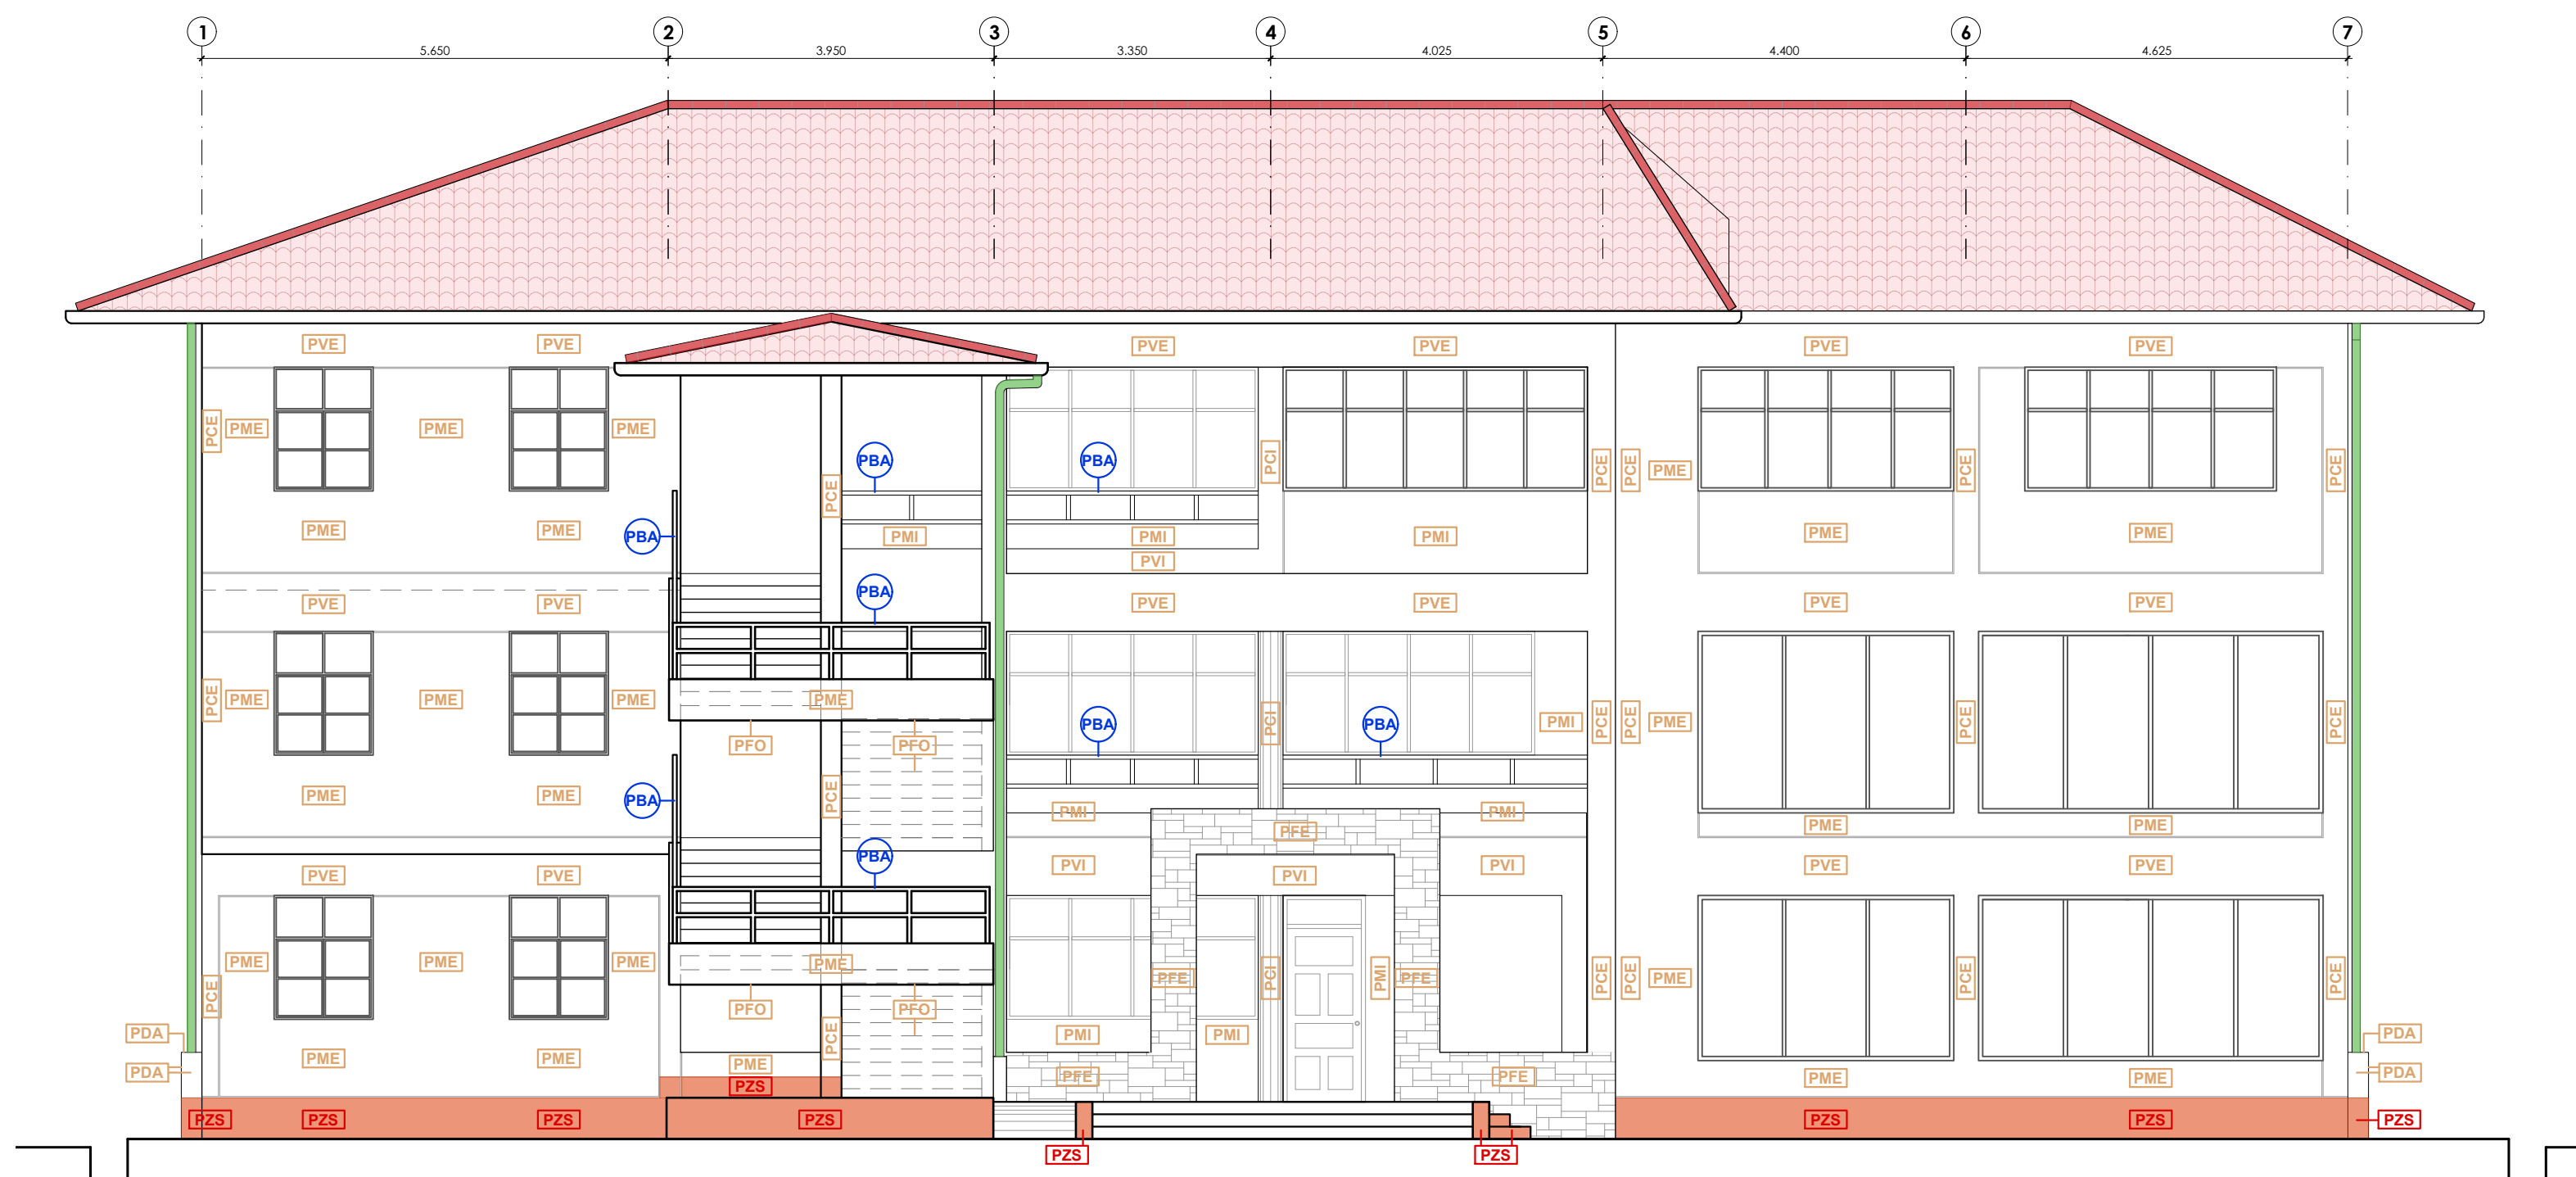 1 2 3 4 5 6 7
5.650 3.950 3.350 4.025 4.400 4.625
PVE PVE PVE PVE PVE PVE
PCE PME PME PME
PBA PBA
PCI PCE PCE PME PCE PCE
PCE
PME PME PBA PMI PMI PMI PME PME
PVI
PBA
PVE PVE PVE PVE PVE PVE
PCE PME PME PME PME
PBA PBA
PCI PMI PCE PCE PME PCE PCE
PFO PFO
PME PME PBA PCE
PMI PMI
PFE PME PME
PBA
PVE PVE PVI PVI PVI PVE PVE
PME PME PME PME
PCE PFE PCI PMI PFE PCE PCE PME PCE PCE
PFO PFO
PDA PCE PMI PMI PDA
PME PME PME
PDA PZS PFE PFE PME PME PDA
PZS PZS PZS PZS PZS PZS PZS
PZS PZS